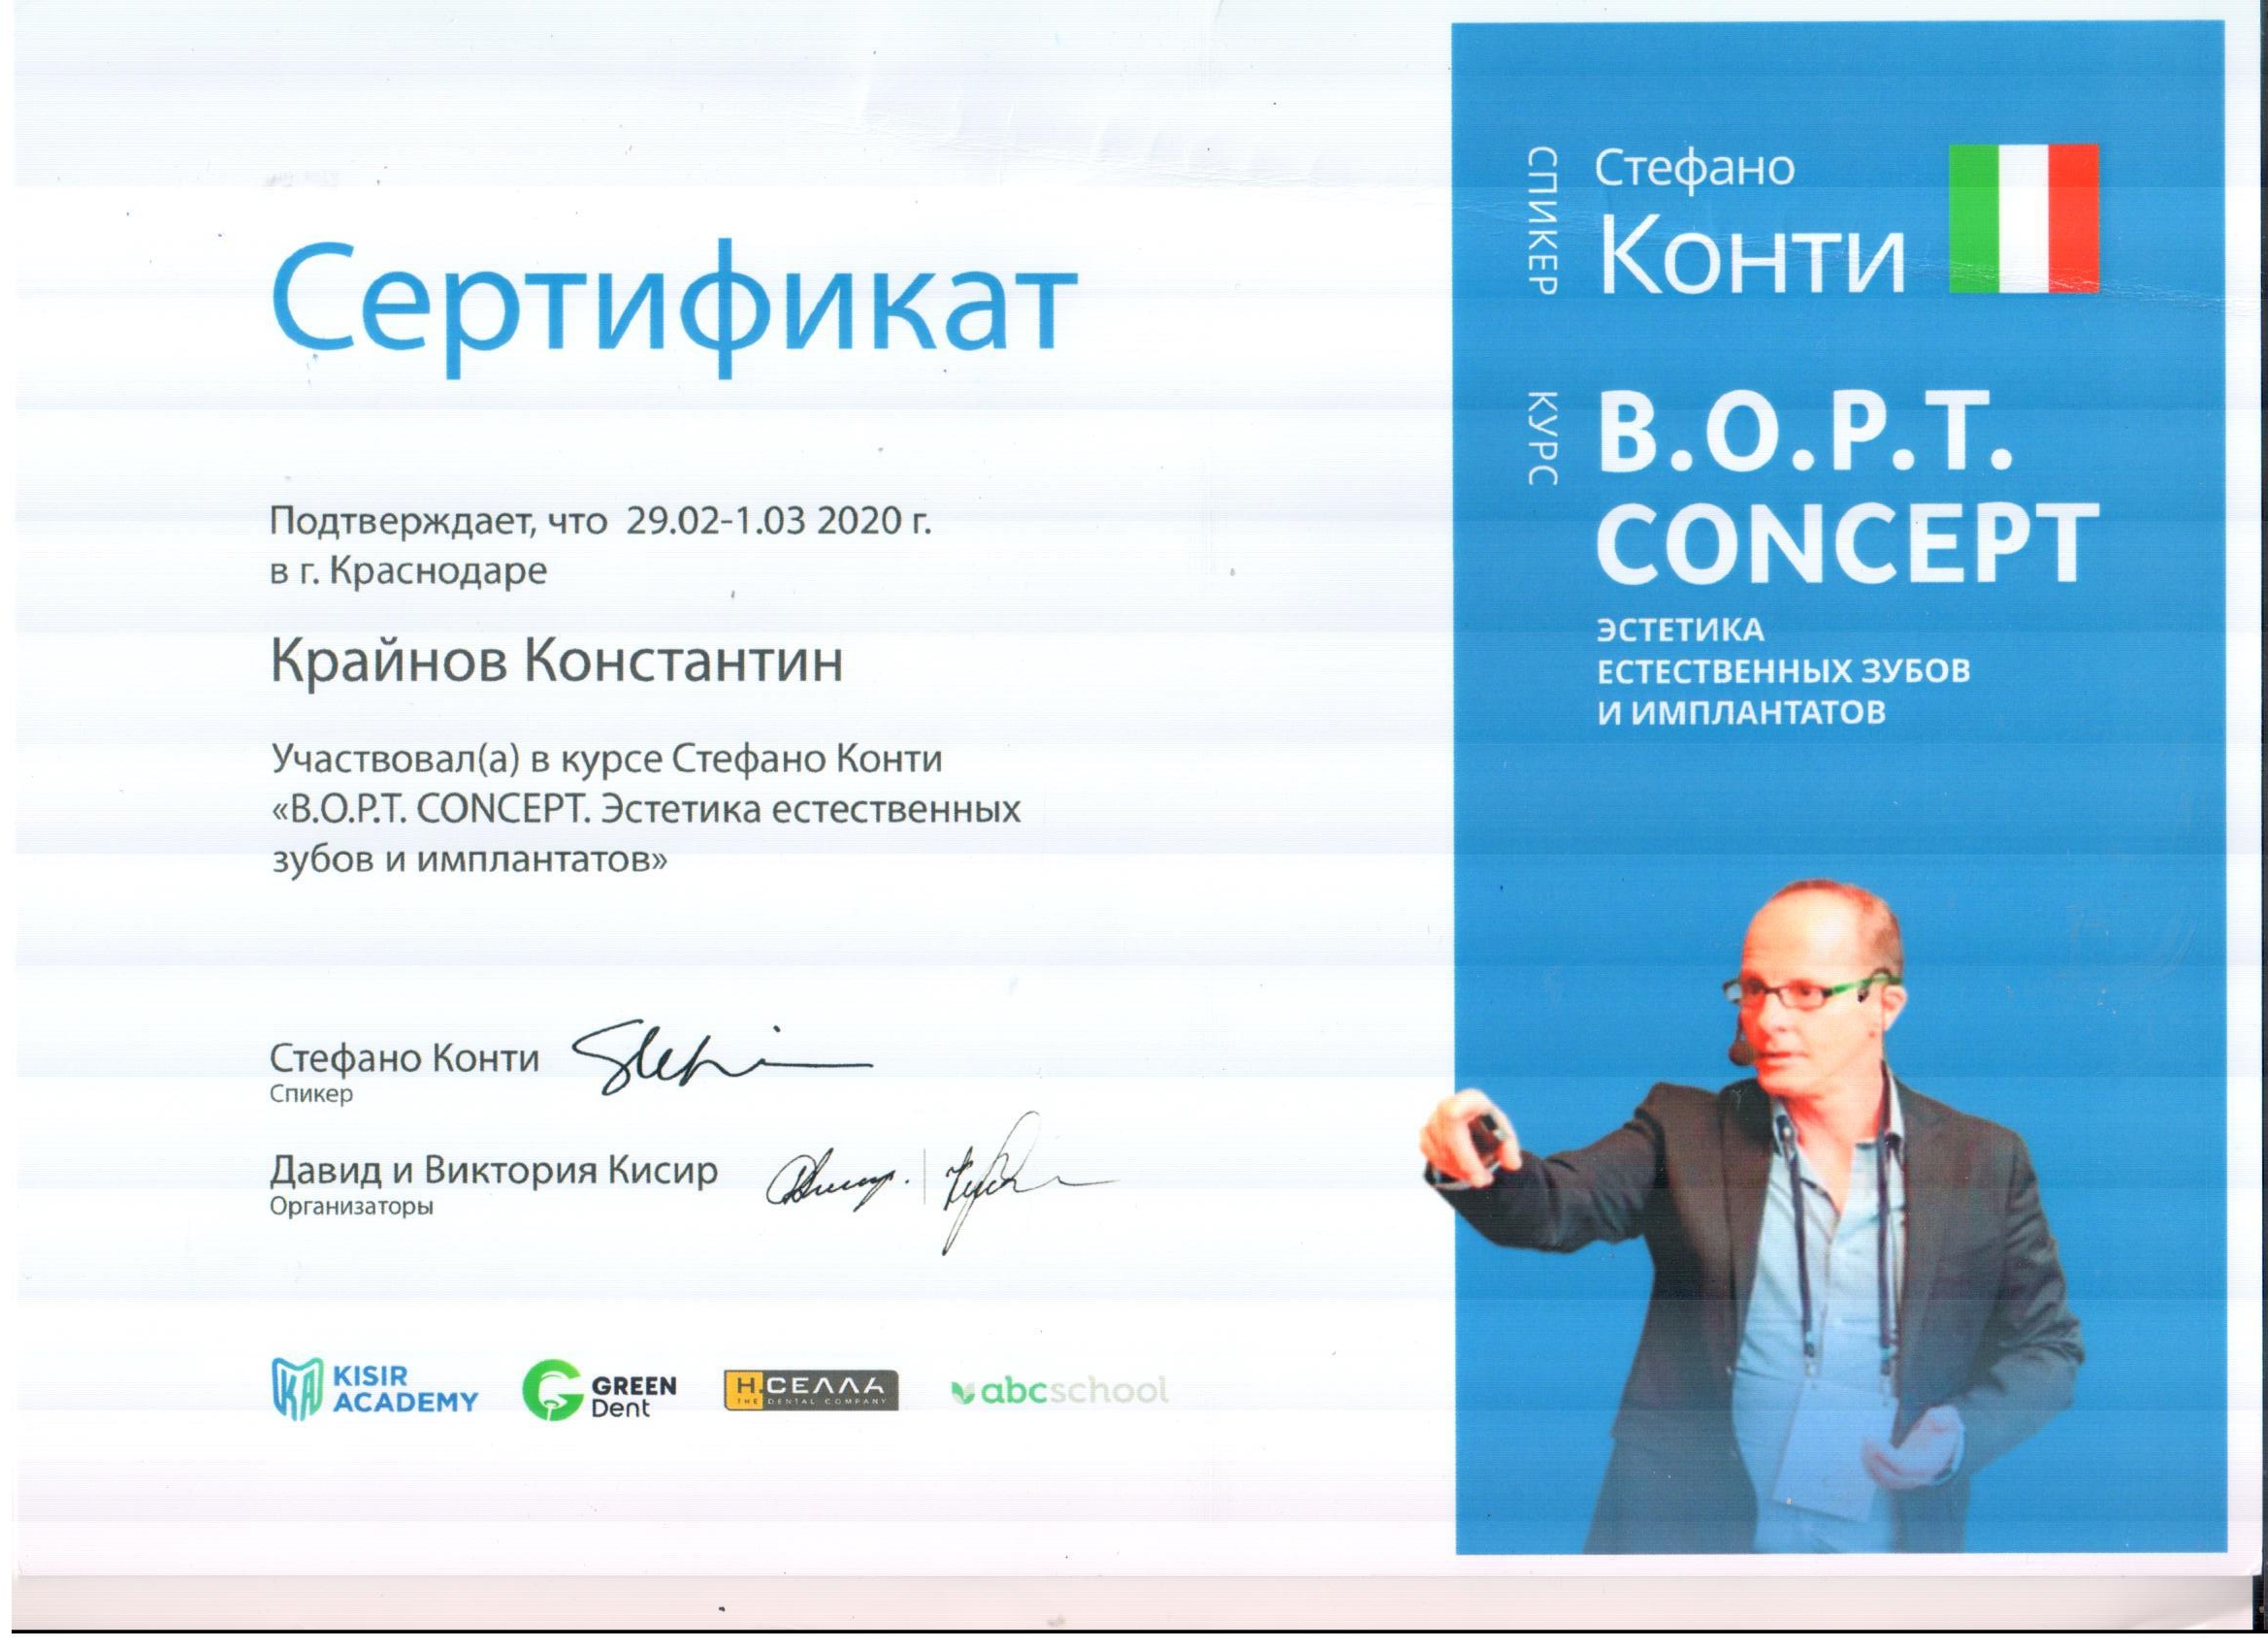 Сертификат
Подтверждает, что 29.02-1.03 2020 г.
в г. Краснодаре
Крайнов Константин
Участвовал(а) в курсе Стефано Конти
«B.O.P.T. CONCEPT. Эстетика естественных
зубов и имплантатов»
Стефано Конти
Спикер
Давид и Виктория Кисир
Организаторы
KISIR
ACADEMY
GREEN
Dent
Н.СЕЛЛА
THE DENTAL COMPANY
abcschool
СПИКЕР
Стефано
Конти
КУРС
B.O.P.T.
CONCEPT
ЭСТЕТИКА
ЕСТЕСТВЕННЫХ ЗУБОВ
И ИМПЛАНТАТОВ